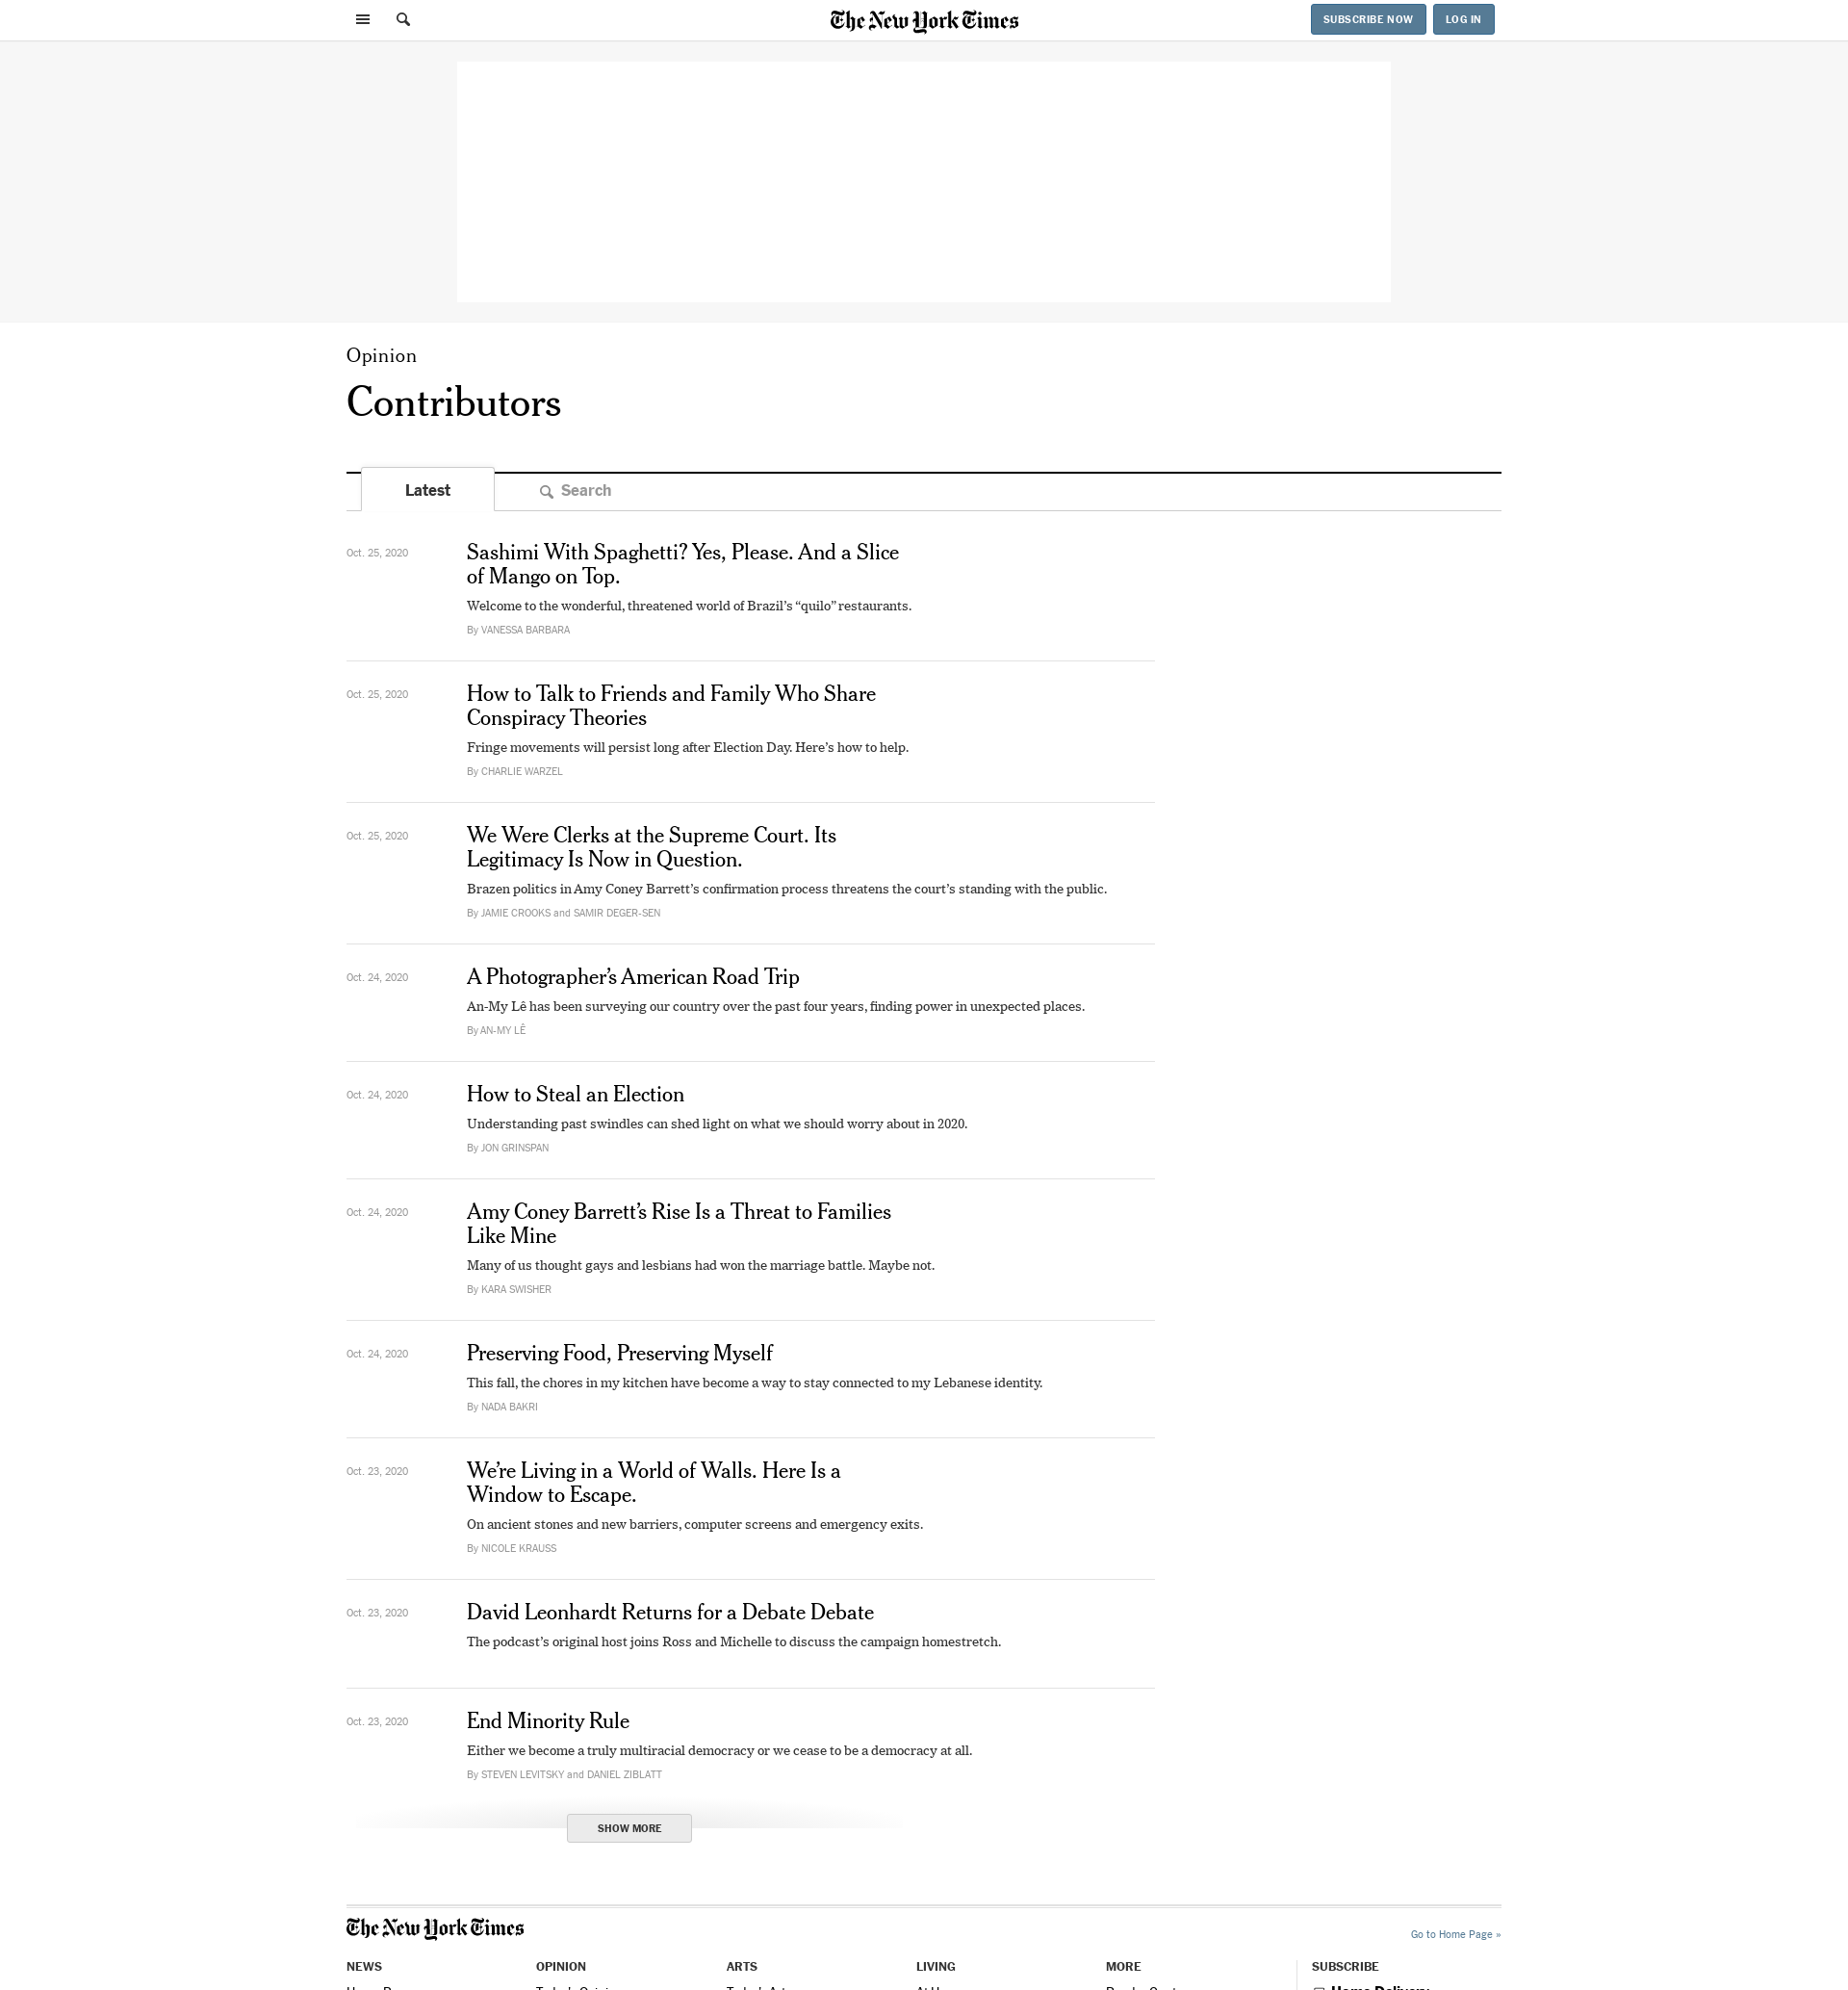 The New York Times
SUBSCRIBE NOW
LOG IN
Opinion
Contributors
Latest
Search
Oct. 25, 2020
Sashimi With Spaghetti? Yes, Please. And a Slice
of Mango on Top.
Welcome to the wonderful, threatened world of Brazil’s “quilo” restaurants.
By VANESSA BARBARA
Oct. 25, 2020
How to Talk to Friends and Family Who Share
Conspiracy Theories
Fringe movements will persist long after Election Day. Here’s how to help.
By CHARLIE WARZEL
Oct. 25, 2020
We Were Clerks at the Supreme Court. Its
Legitimacy Is Now in Question.
Brazen politics in Amy Coney Barrett’s confirmation process threatens the court’s standing with the public.
By JAMIE CROOKS and SAMIR DEGER-SEN
Oct. 24, 2020
A Photographer’s American Road Trip
An-My Lê has been surveying our country over the past four years, finding power in unexpected places.
By AN-MY LÊ
Oct. 24, 2020
How to Steal an Election
Understanding past swindles can shed light on what we should worry about in 2020.
By JON GRINSPAN
Oct. 24, 2020
Amy Coney Barrett’s Rise Is a Threat to Families
Like Mine
Many of us thought gays and lesbians had won the marriage battle. Maybe not.
By KARA SWISHER
Oct. 24, 2020
Preserving Food, Preserving Myself
This fall, the chores in my kitchen have become a way to stay connected to my Lebanese identity.
By NADA BAKRI
Oct. 23, 2020
We’re Living in a World of Walls. Here Is a
Window to Escape.
On ancient stones and new barriers, computer screens and emergency exits.
By NICOLE KRAUSS
Oct. 23, 2020
David Leonhardt Returns for a Debate Debate
The podcast’s original host joins Ross and Michelle to discuss the campaign homestretch.
Oct. 23, 2020
End Minority Rule
Either we become a truly multiracial democracy or we cease to be a democracy at all.
By STEVEN LEVITSKY and DANIEL ZIBLATT
SHOW MORE
The New York Times
Go to Home Page »
NEWS
OPINION
ARTS
LIVING
MORE
SUBSCRIBE
Home Delivery